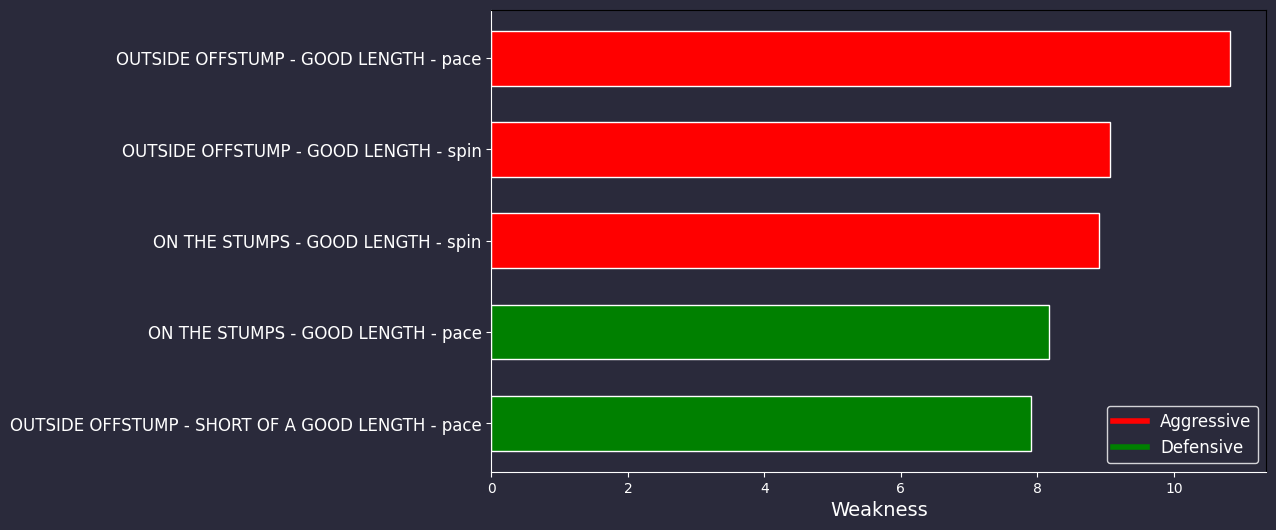 OUTSIDE OFFSTUMP - GOOD LENGTH - pace
OUTSIDE OFFSTUMP - GOOD LENGTH - spin
ON THE STUMPS - GOOD LENGTH - spin
ON THE STUMPS - GOOD LENGTH - pace
OUTSIDE OFFSTUMP - SHORT OF A GOOD LENGTH - pace
Aggressive
Defensive
0 2 4 6 8 10
Weakness